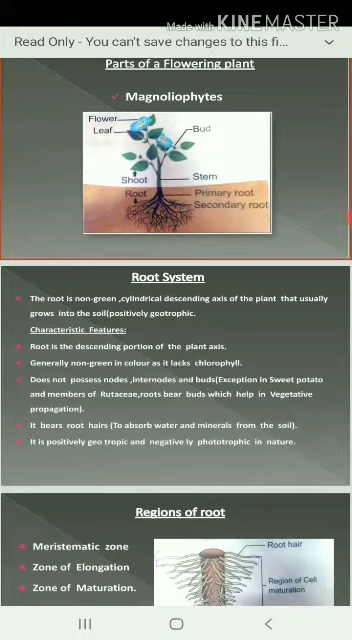 Made with KINEMASTER
Read Only - You can't save changes to this fi...
Parts of a Flowering plant
Magnoliophytes
Flower
Leaf
Bud
Shoot
Stem
Root
Primary root
Secondary root
Root System
The root is non-green ,cylindrical descending axis of the plant that usually
grows into the soil(positively geotrophic.
Characteristic Features:
Root is the descending portion of the plant axis.
Generally non-green in colour as it lacks chlorophyll.
Does not possess nodes ,internodes and buds(Exception in Sweet potato
and members of Rutaceae,roots bear buds which help in Vegetative
propagation).
It bears root hairs (To absorb water and minerals from the soil).
It is positively geo tropic and negative ly phototrophic in nature.
Regions of root
Meristematic zone
Zone of Elongation
Zone of Maturation.
Root hair
Region of Cell
maturation